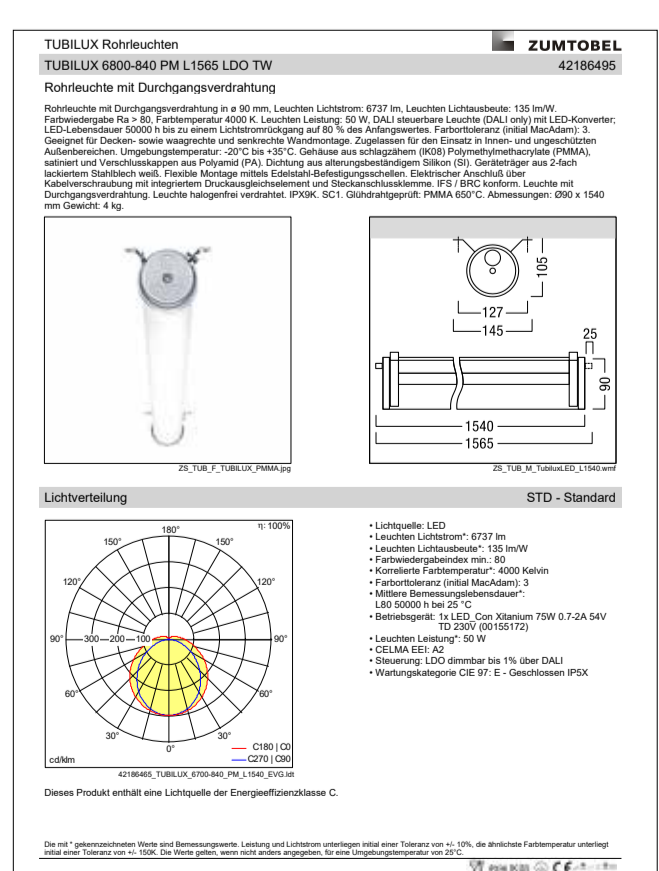 TUBILUX Rohrleuchten
ZUMTOBEL
TUBILUX 6800-840 PM L1565 LDO TW
42186495
Rohrleuchte mit Durchgangsverdrahtung
Rohrleuchte mit Durchgangsverdrahtung in ø 90 mm, Leuchten Lichtstrom: 6737 lm, Leuchten Lichtausbeute: 135 lm/W.
Farbwiedergabe Ra > 80, Farbtemperatur 4000 K. Leuchten Leistung: 50 W, DALI steuerbare Leuchte (DALI only) mit LED-Konverter;
LED-Lebensdauer 50000 h bis zu einem Lichtstromrückgang auf 80 % des Anfangswertes. Farborttoleranz (initial MacAdam): 3.
Geeignet für Decken- sowie waagrechte und senkrechte Wandmontage. Zugelassen für den Einsatz in Innen- und ungeschützten
Außenbereichen. Umgebungstemperatur: -20°C bis +35°C. Gehäuse aus schlagzähem (IK08) Polymethylmethacrylate (PMMA),
satiniert und Verschlusskappen aus Polyamid (PA). Dichtung aus alterungsbeständigem Silikon (SI). Geräteträger aus 2-fach
lackiertem Stahlblech weiß. Flexible Montage mittels Edelstahl-Befestigungsschellen. Elektrischer Anschluß über
Kabelverschraubung mit integriertem Druckausgleichselement und Steckanschlussklemme. IFS / BRC konform. Leuchte mit
Durchgangsverdrahtung. Leuchte halogenfrei verdrahtet. IPX9K. SC1. Glühdrahtgeprüft: PMMA 650°C. Abmessungen: Ø90 x 1540
mm Gewicht: 4 kg.
105
127
145
25
90
1540
1565
ZS_TUB_F_TUBILUX_PMMA.jpg
ZS_TUB_M_TubiluxLED_L1540.wmf
Lichtverteilung
STD - Standard
η: 100%
180°
150°
150°
120°
120°
90°
300
200
100
90°
60°
60°
30°
30°
0°
C180 | C0
C270 | C90
cd/klm
42186465_TUBILUX_6700-840_PM_L1540_EVG.ldt
• Lichtquelle: LED
• Leuchten Lichtstrom*: 6737 lm
• Leuchten Lichtausbeute*: 135 lm/W
• Farbwiedergabeindex min.: 80
• Korrelierte Farbtemperatur*: 4000 Kelvin
• Farborttoleranz (initial MacAdam): 3
• Mittlere Bemessungslebensdauer*:
L80 50000 h bei 25 °C
• Betriebsgerät: 1x LED_Con Xitanium 75W 0.7-2A 54V
TD 230V (00155172)
• Leuchten Leistung*: 50 W
• CELMA EEI: A2
• Steuerung: LDO dimmbar bis 1% über DALI
• Wartungskategorie CIE 97: E - Geschlossen IP5X
Dieses Produkt enthält eine Lichtquelle der Energieeffizienzklasse C.
Die mit * gekennzeichneten Werte sind Bemessungswerte. Leistung und Lichtstrom unterliegen initial einer Toleranz von +/- 10%, die ähnlichste Farbtemperatur unterliegt
initial einer Toleranz von +/- 150K. Die Werte gelten, wenn nicht anders angegeben, für eine Umgebungstemperatur von 25°C.